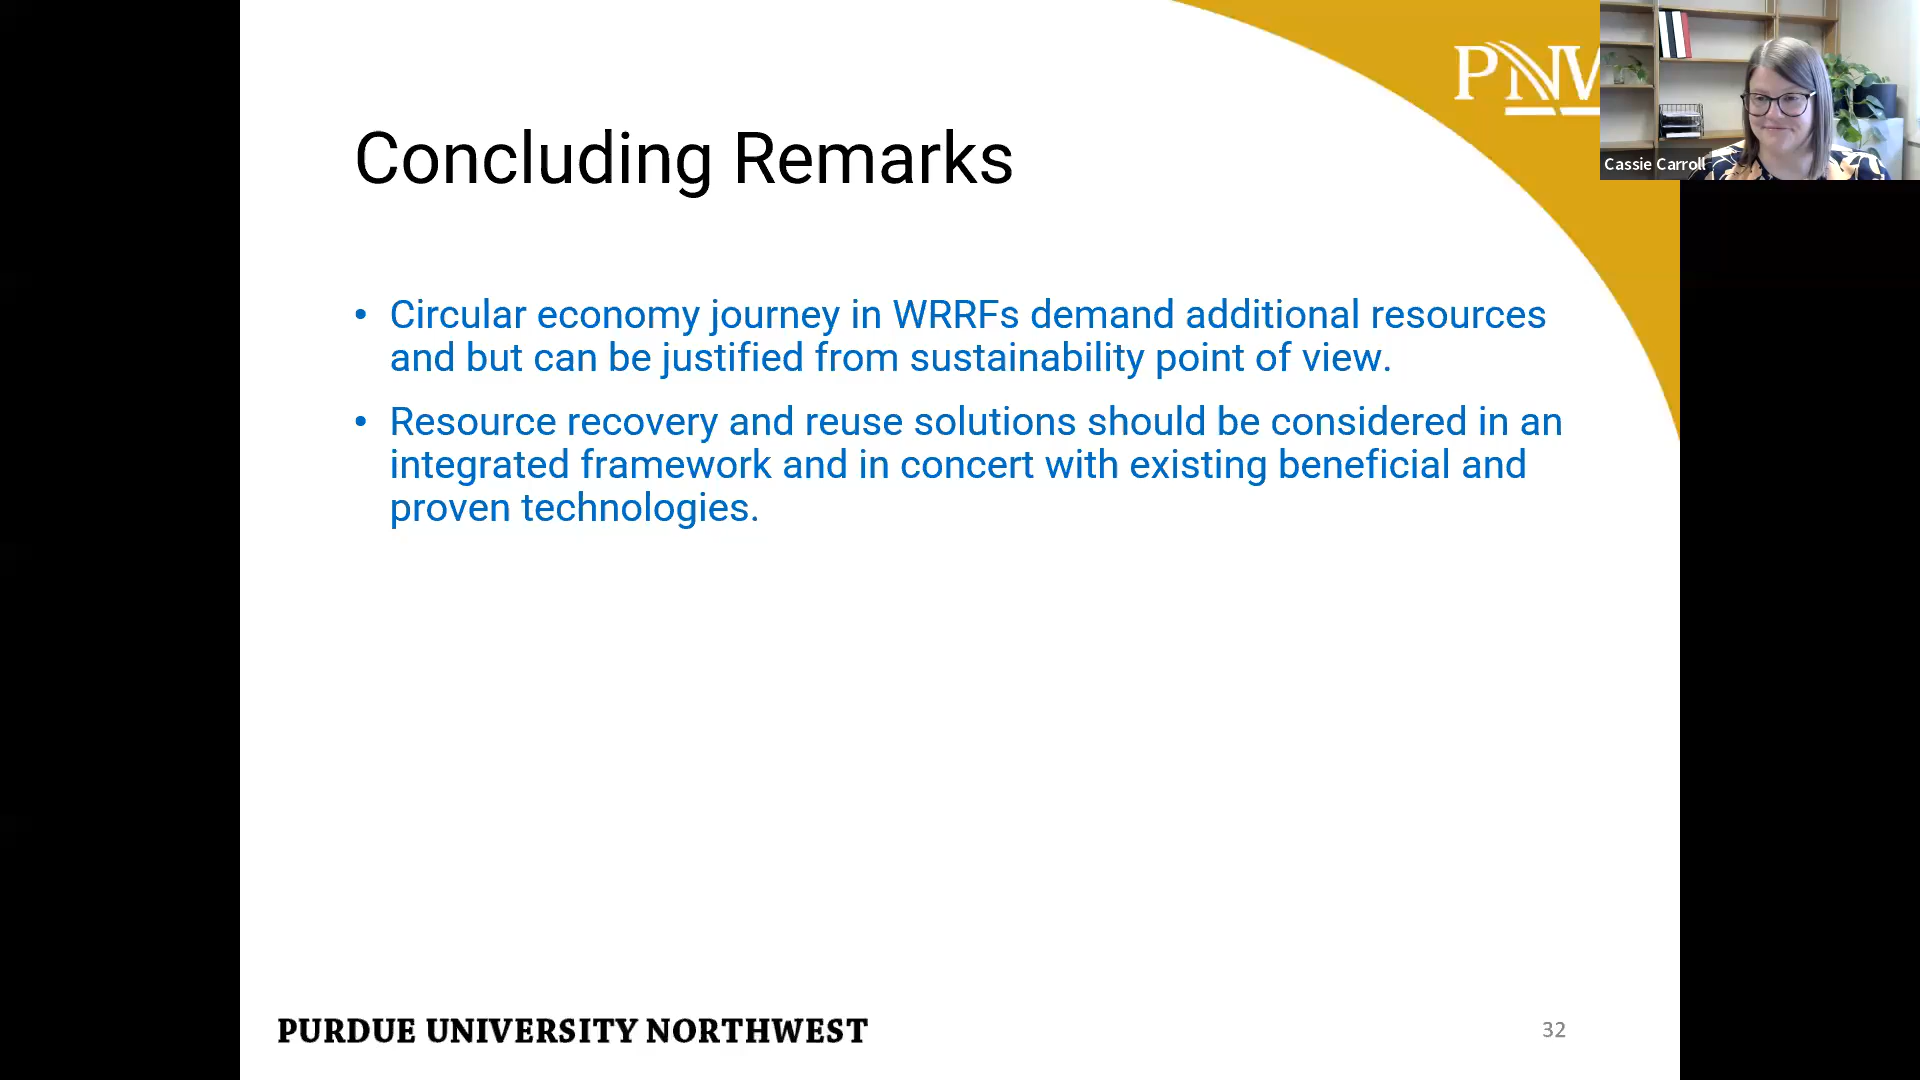 PNW
Cassie Carroll
Concluding Remarks
• Circular economy journey in WRRFs demand additional resources
and but can be justified from sustainability point of view.
• Resource recovery and reuse solutions should be considered in an
integrated framework and in concert with existing beneficial and
proven technologies.
PURDUE UNIVERSITY NORTHWEST
32